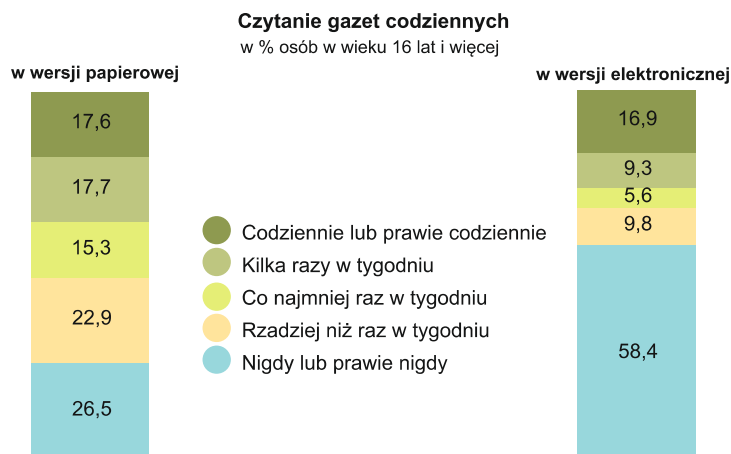 Czytanie gazet codziennych
w % osób w wieku 16 lat i więcej
w wersji papierowej
17,6
17,7
15,3
22,9
26,5
Codziennie lub prawie codziennie
Kilka razy w tygodniu
Co najmniej raz w tygodniu
Rzadziej niż raz w tygodniu
Nigdy lub prawie nigdy
w wersji elektronicznej
16,9
9,3
5,6
9,8
58,4